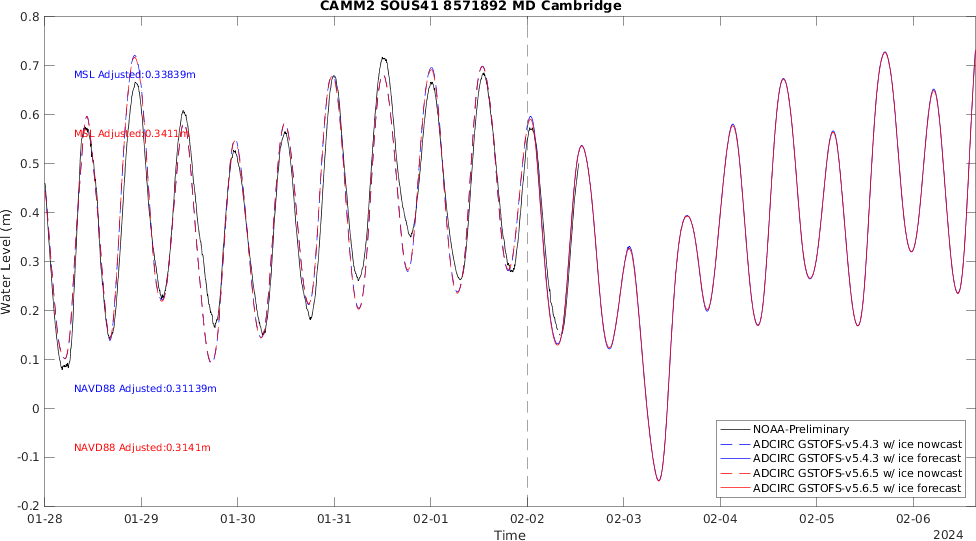 CAMM2 SOUS41 8571892 MD Cambridge
0.8
0.7
0.6
0.5
0.4
0.3
0.2
0.1
0
-0.1
-0.2
Water Level (m)
MSL Adjusted:0.33839m
MSL Adjusted:0.3411m
NAVD88 Adjusted:0.31139m
NAVD88 Adjusted:0.3141m
NOAA-Preliminary
ADCIRC GSTOFS-v5.4.3 w/ ice nowcast
ADCIRC GSTOFS-v5.4.3 w/ ice forecast
ADCIRC GSTOFS-v5.6.5 w/ ice nowcast
ADCIRC GSTOFS-v5.6.5 w/ ice forecast
01-28 01-29 01-30 01-31 02-01 02-02 02-03 02-04 02-05 02-06
Time
2024